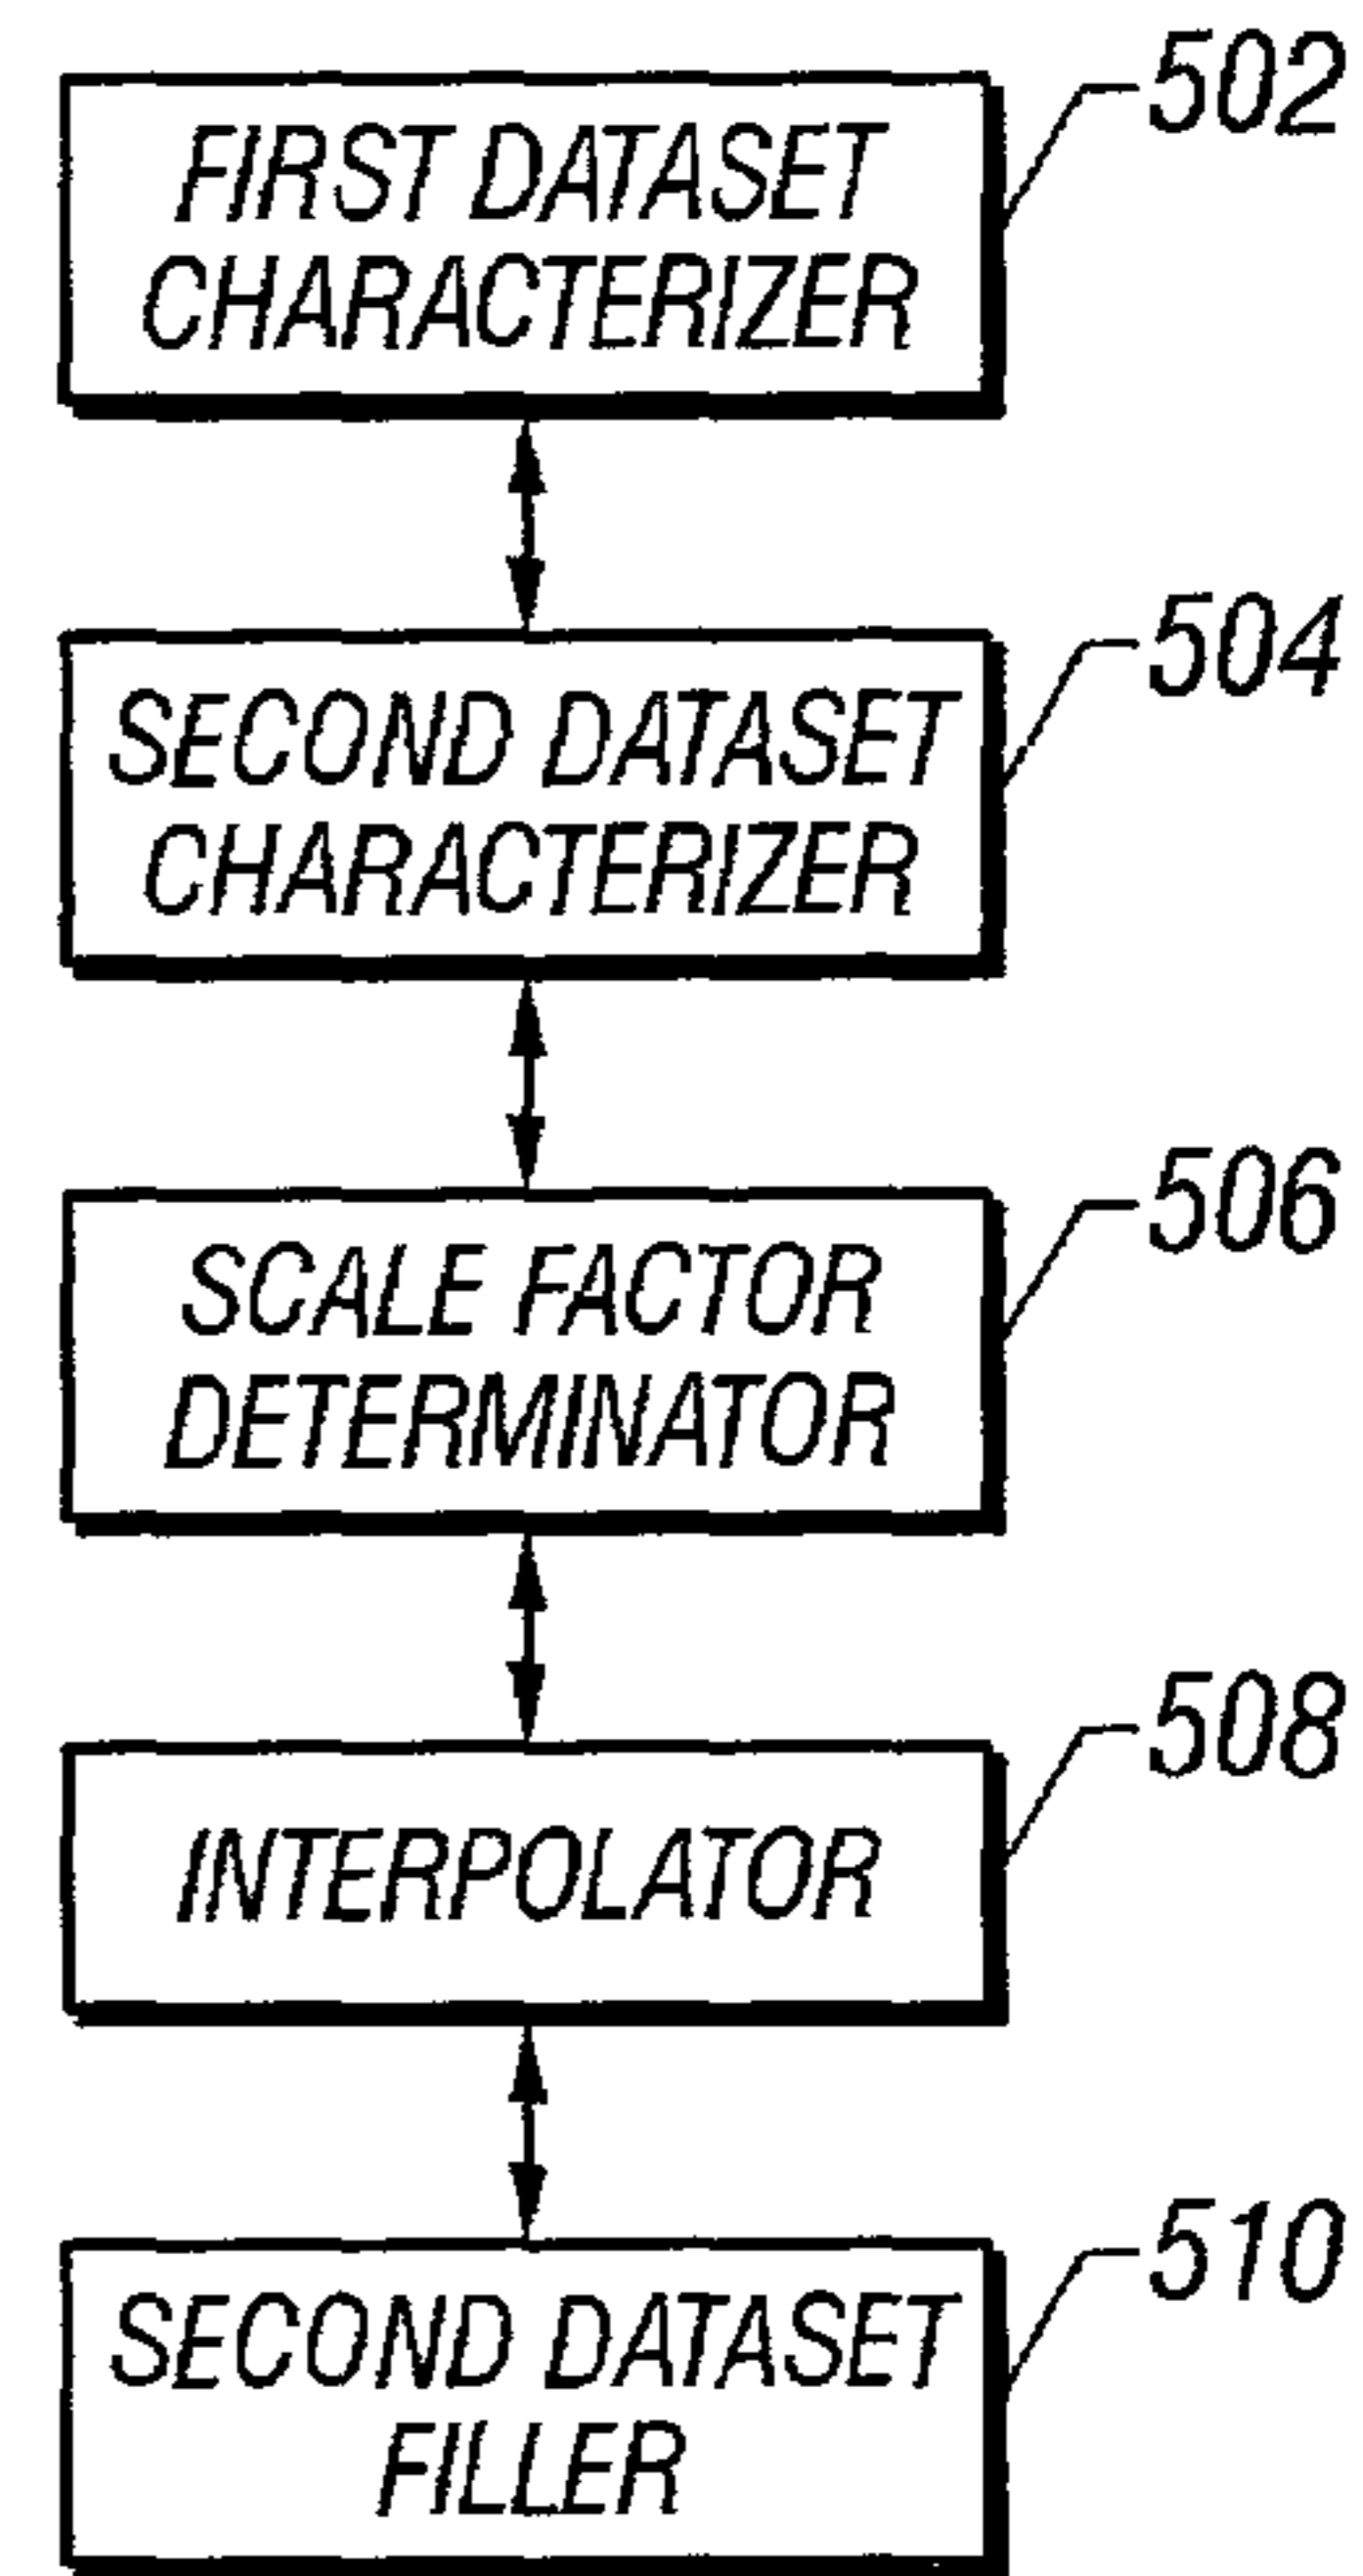 502
FIRST DATASET
CHARACTERIZER
504
SECOND DATASET
CHARACTERIZER
506
SCALE FACTOR
DETERMINATOR
508
INTERPOLATOR
510
SECOND DATASET
FILLER